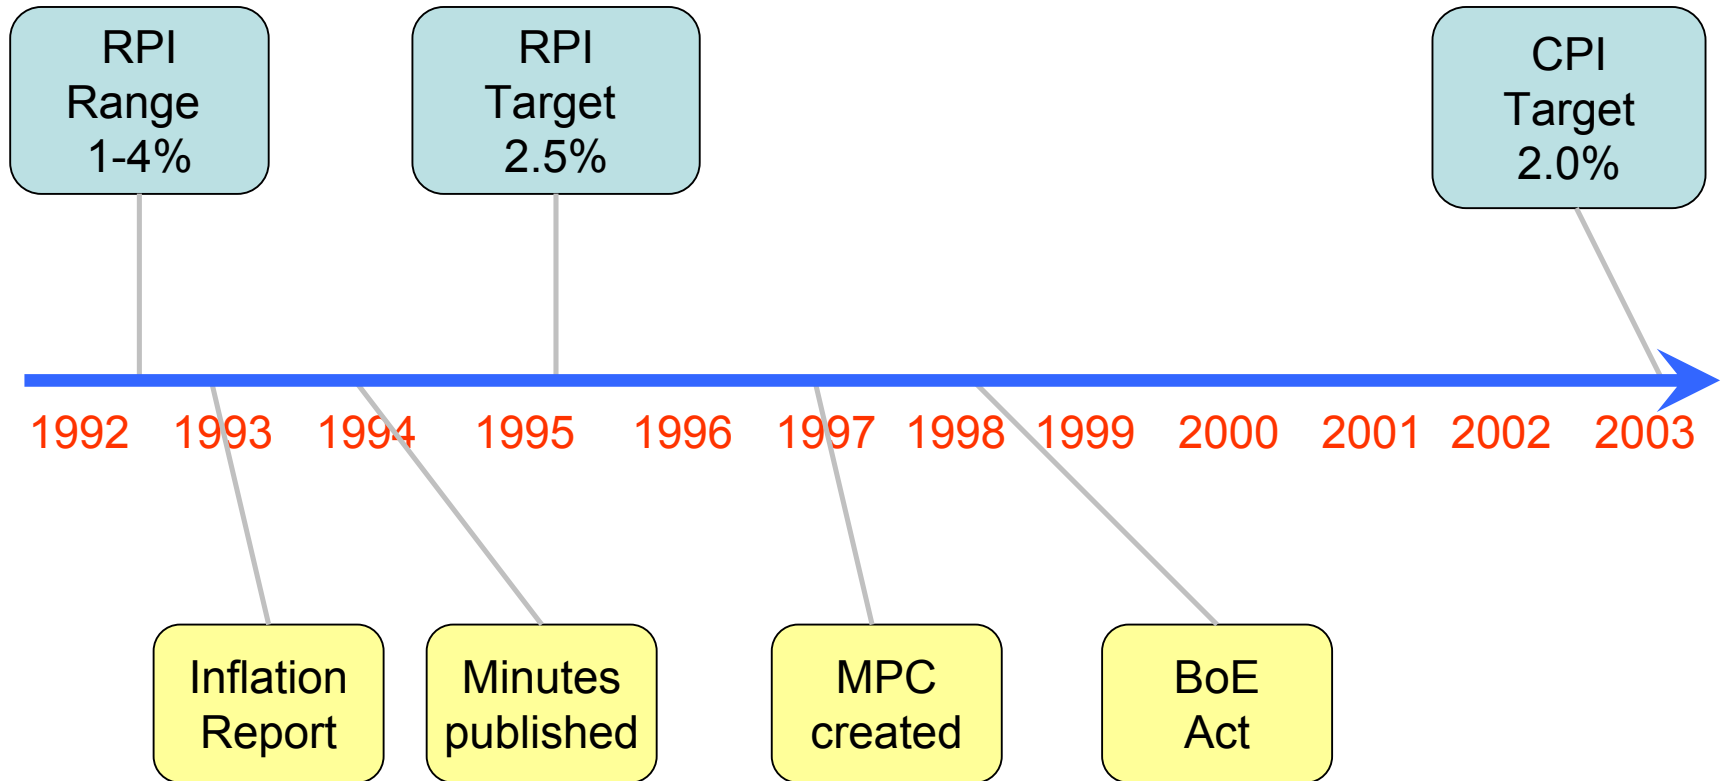 RPI
Range
1-4%
RPI
Target
2.5%
CPI
Target
2.0%
1992 1993 1994 1995 1996 1997 1998 1999 2000 2001 2002 2003
Inflation
Report
Minutes
published
MPC
created
BoE
Act